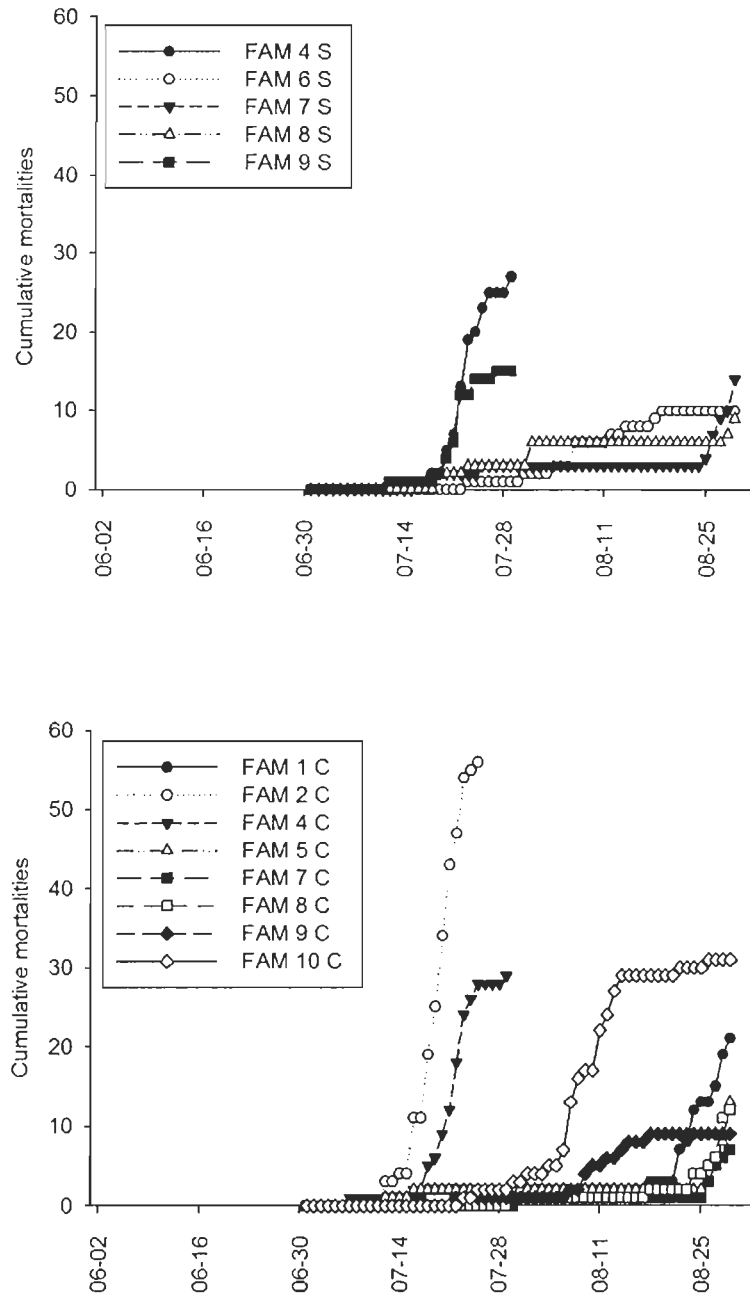 60
50
40
30
20
10
0
Cumulative mortalities
FAM 4 S
FAM 6 S
FAM 7 S
FAM 8 S
FAM 9 S
06-02
06-16
06-30
07-14
07-28
08-11
08-25
60
50
40
30
20
10
0
Cumulative mortalities
FAM 1 C
FAM 2 C
FAM 4 C
FAM 5 C
FAM 7 C
FAM 8 C
FAM 9 C
FAM 10 C
06-02
06-16
06-30
07-14
07-28
08-11
08-25